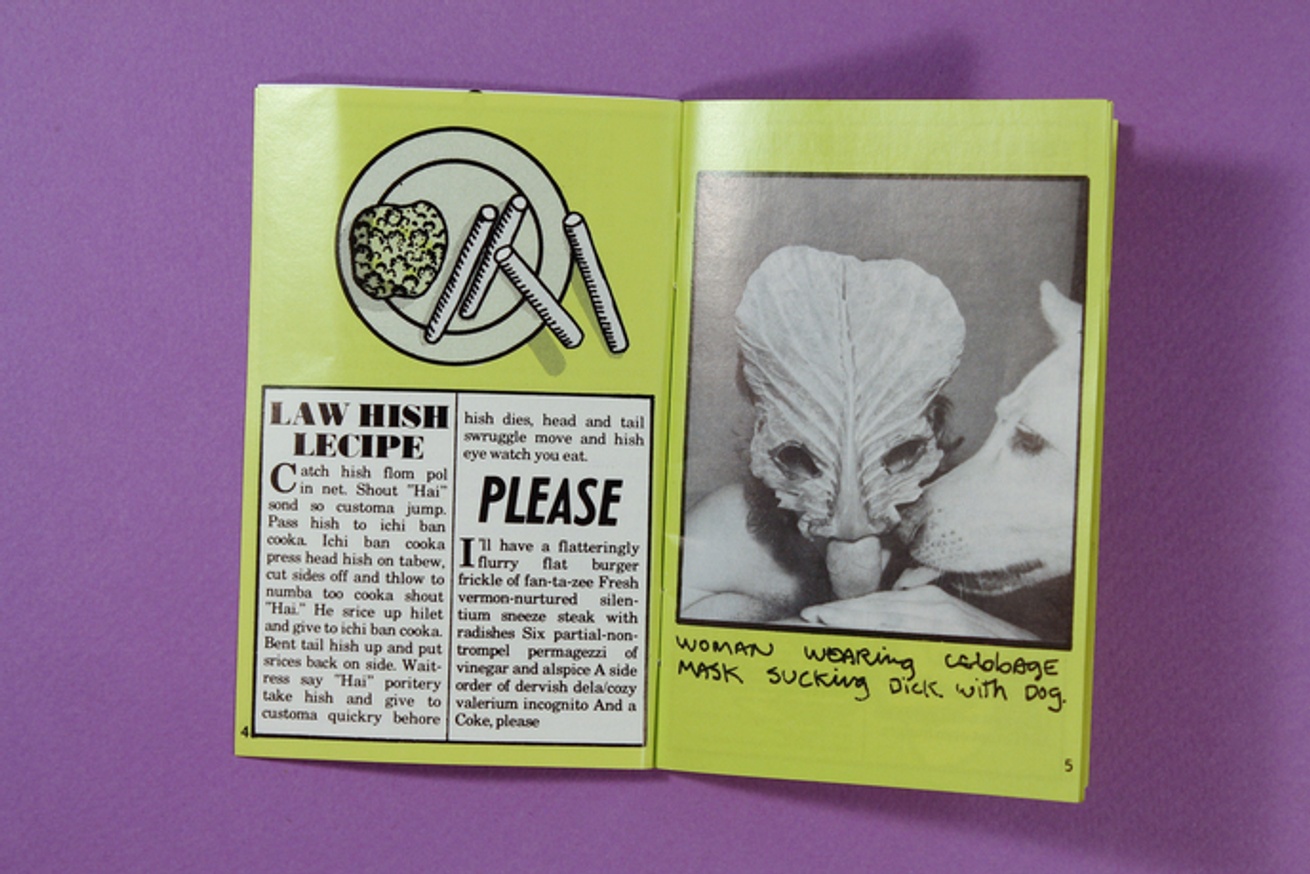 LAW HISH
LECIPE
Catch hish flom pol
in net. Shout "Hai"
sond so customa jump.
Pass hish to ichi ban
cooka. Ichi ban cooka
press head hish on tabew,
cut sides off and thlow to
numba too cooka shout
"Hai." He srice up hilet
and give to ichi ban cooka.
Bent tail hish up and put
srices back on side. Wait-
ress say "Hai" poritery
take hish and give to
customa quickry behore
hish dies, head and tail
swruggle move and hish
eye watch you eat.
PLEASE
I'll have a flatteringly
flurry flat burger
frickle of fan-ta-zee Fresh
vermon-nurtured silen-
tium sneeze steak with
radishes Six partial-non-
trompel permagezzi of
vinegar and alspice A side
order of dervish dela/cozy
valerium incognito And a
Coke, please
4
WOMAN WEARing cabbage
MASK SUCKing Dick with Dog.
5